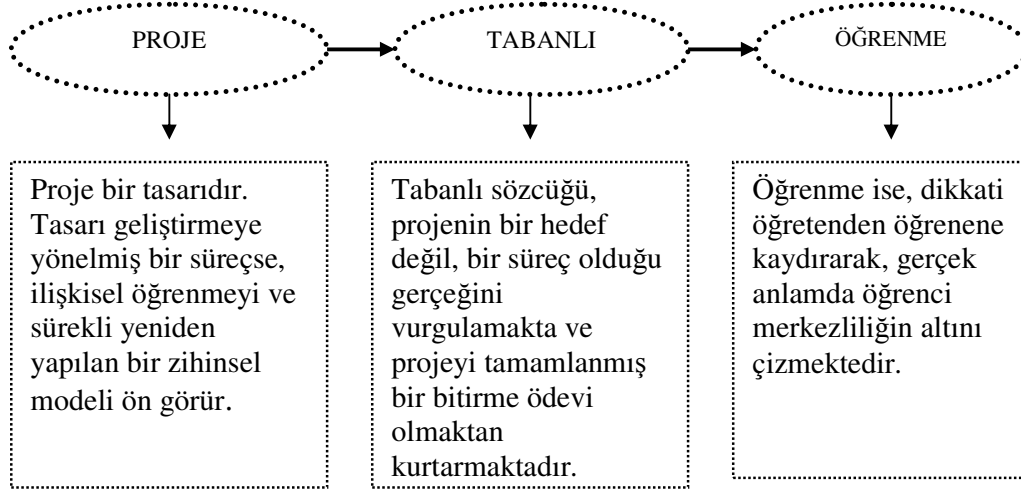 PROJE
TABANLI
ÖĞRENME
Proje bir tasarıdır.
Tasarı geliştirmeye
yönelmiş bir süreçse,
ilişkisel öğrenmeyi ve
sürekli yeniden
yapılan bir zihinsel
modeli ön görür.
Tabanlı sözcüğü,
projenin bir hedef
değil, bir süreç olduğu
gerçeğini
vurgulamakta ve
projeyi tamamlanmış
bir bitirme ödevi
olmaktan
kurtarmaktadır.
Öğrenme ise, dikkati
öğretenden öğrenene
kaydırarak, gerçek
anlamda öğrenci
merkezliliğin altını
çizmektedir.